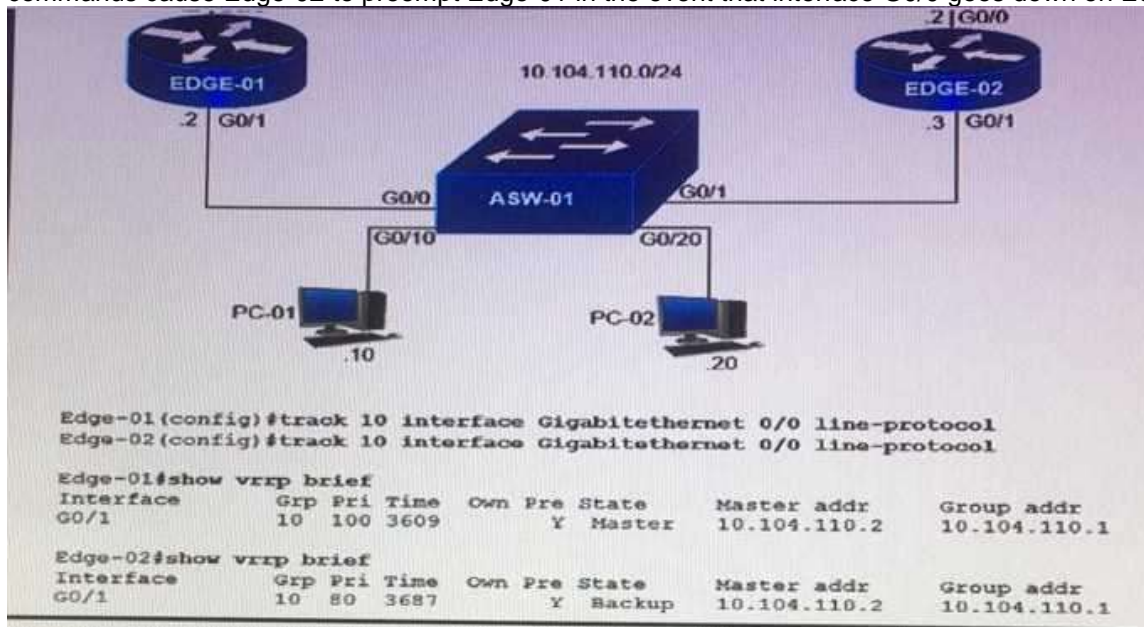 .2 G0/0
EDGE-01
10.104.110.0/24
EDGE-02
.2 G0/1
.3 G0/1
G0/0
ASW-01
G0/1
G0/10
G0/20
PC-01
PC-02
.10
.20
Edge-01(config)#track 10 interface Gigabitethernet 0/0 line-protocol
Edge-02(config)#track 10 interface Gigabitethernet 0/0 line-protocol
Edge-01#show vrrp brief
Interface Grp Pri Time Own Pre State Master addr Group addr
G0/1 10 100 3609 Y Master 10.104.110.2 10.104.110.1
Edge-02#show vrrp brief
Interface Grp Pri Time Own Pre State Master addr Group addr
G0/1 10 80 3687 Y Backup 10.104.110.2 10.104.110.1